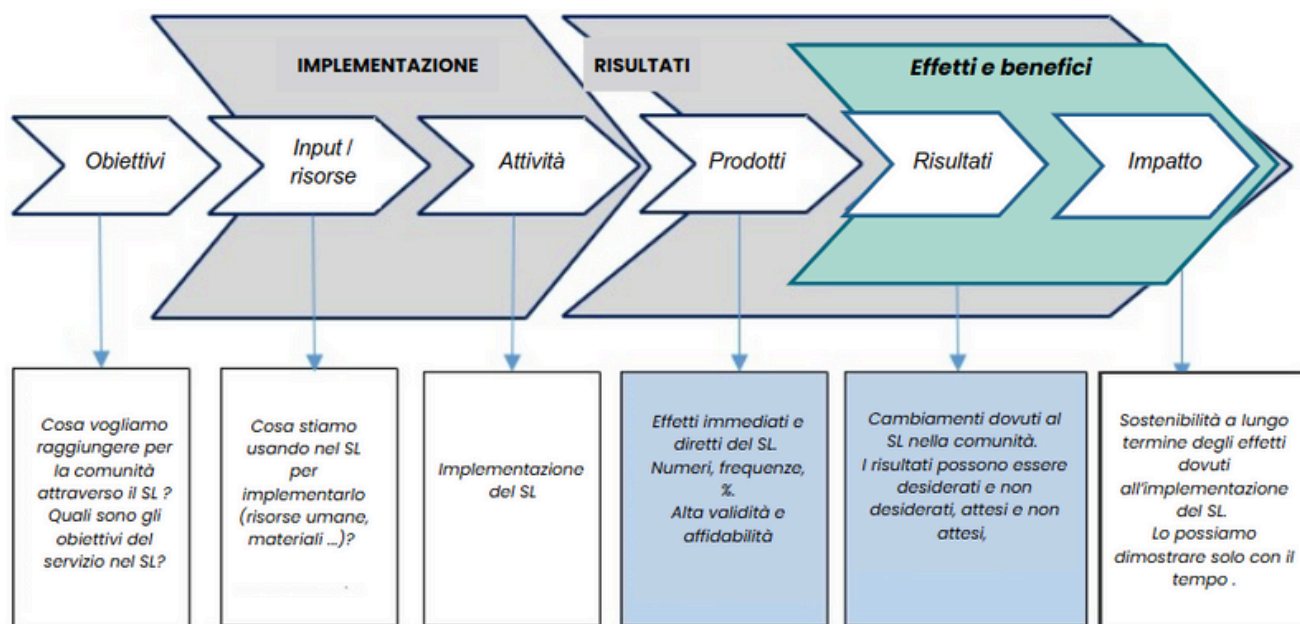 IMPLEMENTAZIONE
RISULTATI
Effetti e benefici
Obiettivi
Input /
risorse
Attività
Prodotti
Risultati
Impatto
Cosa vogliamo
raggiungere per
la comunità
attraverso il SL ?
Quali sono gli
obiettivi del
servizio nel SL?
Cosa stiamo
usando nel SL
per
implementarlo
(risorse umane,
materiali ...)?
Implementazione
del SL
Effetti immediati e
diretti del SL.
Numeri, frequenze,
%.
Alta validità e
affidabilità
Cambiamenti dovuti al
SL nella comunità.
I risultati possono essere
desiderati e non
desiderati, attesi e non
attesi,
Sostenibilità a lungo
termine degli effetti
dovuti
all'implementazione
del SL.
Lo possiamo
dimostrare solo con il
tempo .